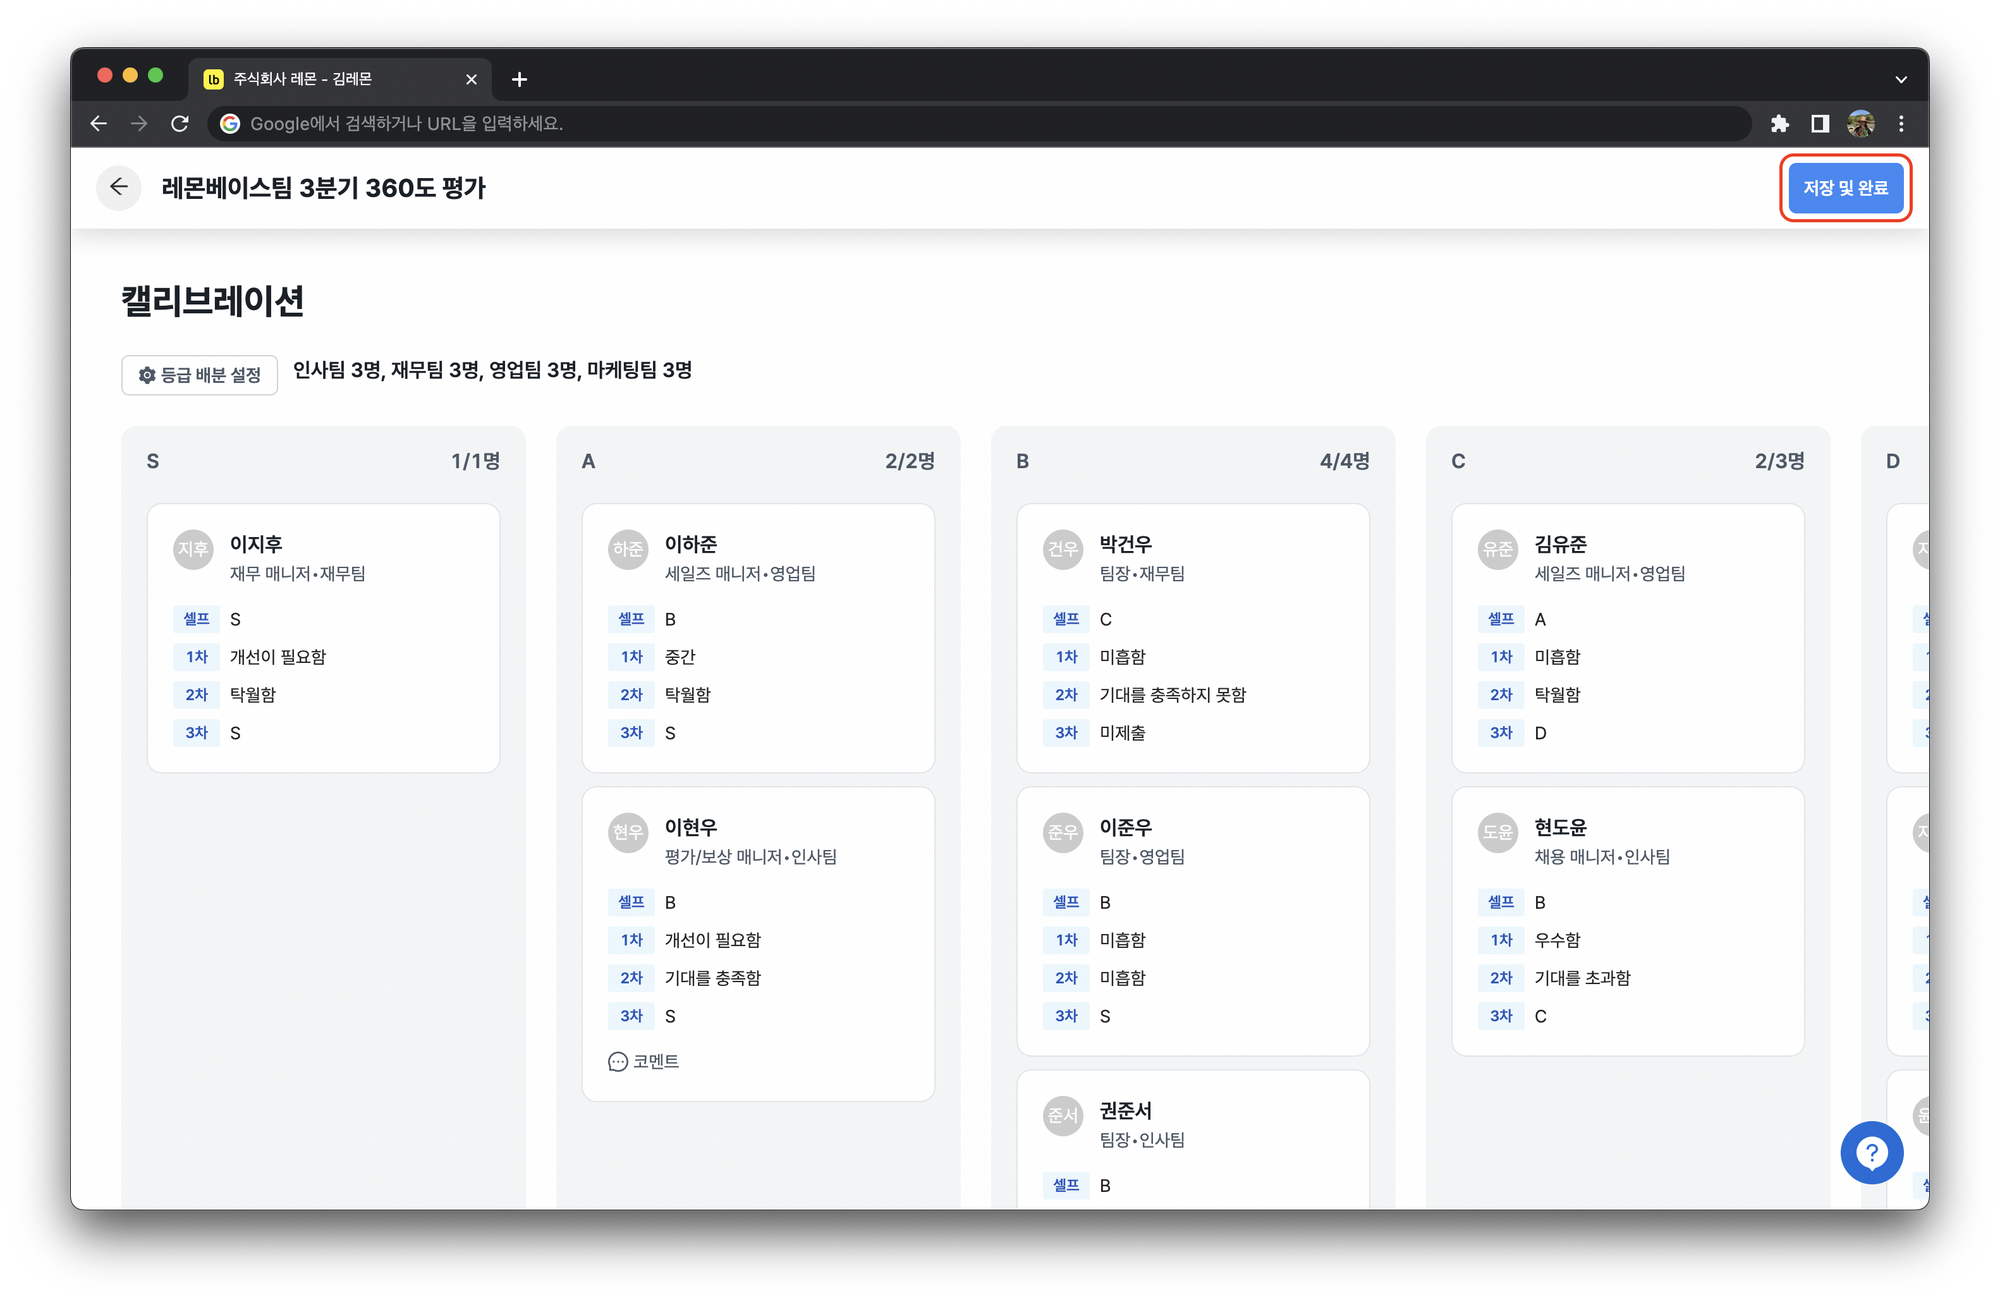 lb 주식회사 레몬 - 김레몬
Google에서 검색하거나 URL을 입력하세요.
레몬베이스팀 3분기 360도 평가
저장 및 완료
캘리브레이션
등급 배분 설정
인사팀 3명, 재무팀 3명, 영업팀 3명, 마케팅팀 3명
S 1/1명
지후 이지후
재무 매니저•재무팀
셀프 S
1차 개선이 필요함
2차 탁월함
3차 S
A 2/2명
하준 이하준
세일즈 매니저•영업팀
셀프 B
1차 중간
2차 탁월함
3차 S
현우 이현우
평가/보상 매니저•인사팀
셀프 B
1차 개선이 필요함
2차 기대를 충족함
3차 S
코멘트
B 4/4명
건우 박건우
팀장•재무팀
셀프 C
1차 미흡함
2차 기대를 충족하지 못함
3차 미제출
준우 이준우
팀장•영업팀
셀프 B
1차 미흡함
2차 미흡함
3차 S
준서 권준서
팀장•인사팀
셀프 B
C 2/3명
유준 김유준
세일즈 매니저•영업팀
셀프 A
1차 미흡함
2차 탁월함
3차 D
도윤 현도윤
채용 매니저•인사팀
셀프 B
1차 우수함
2차 기대를 초과함
3차 C
D